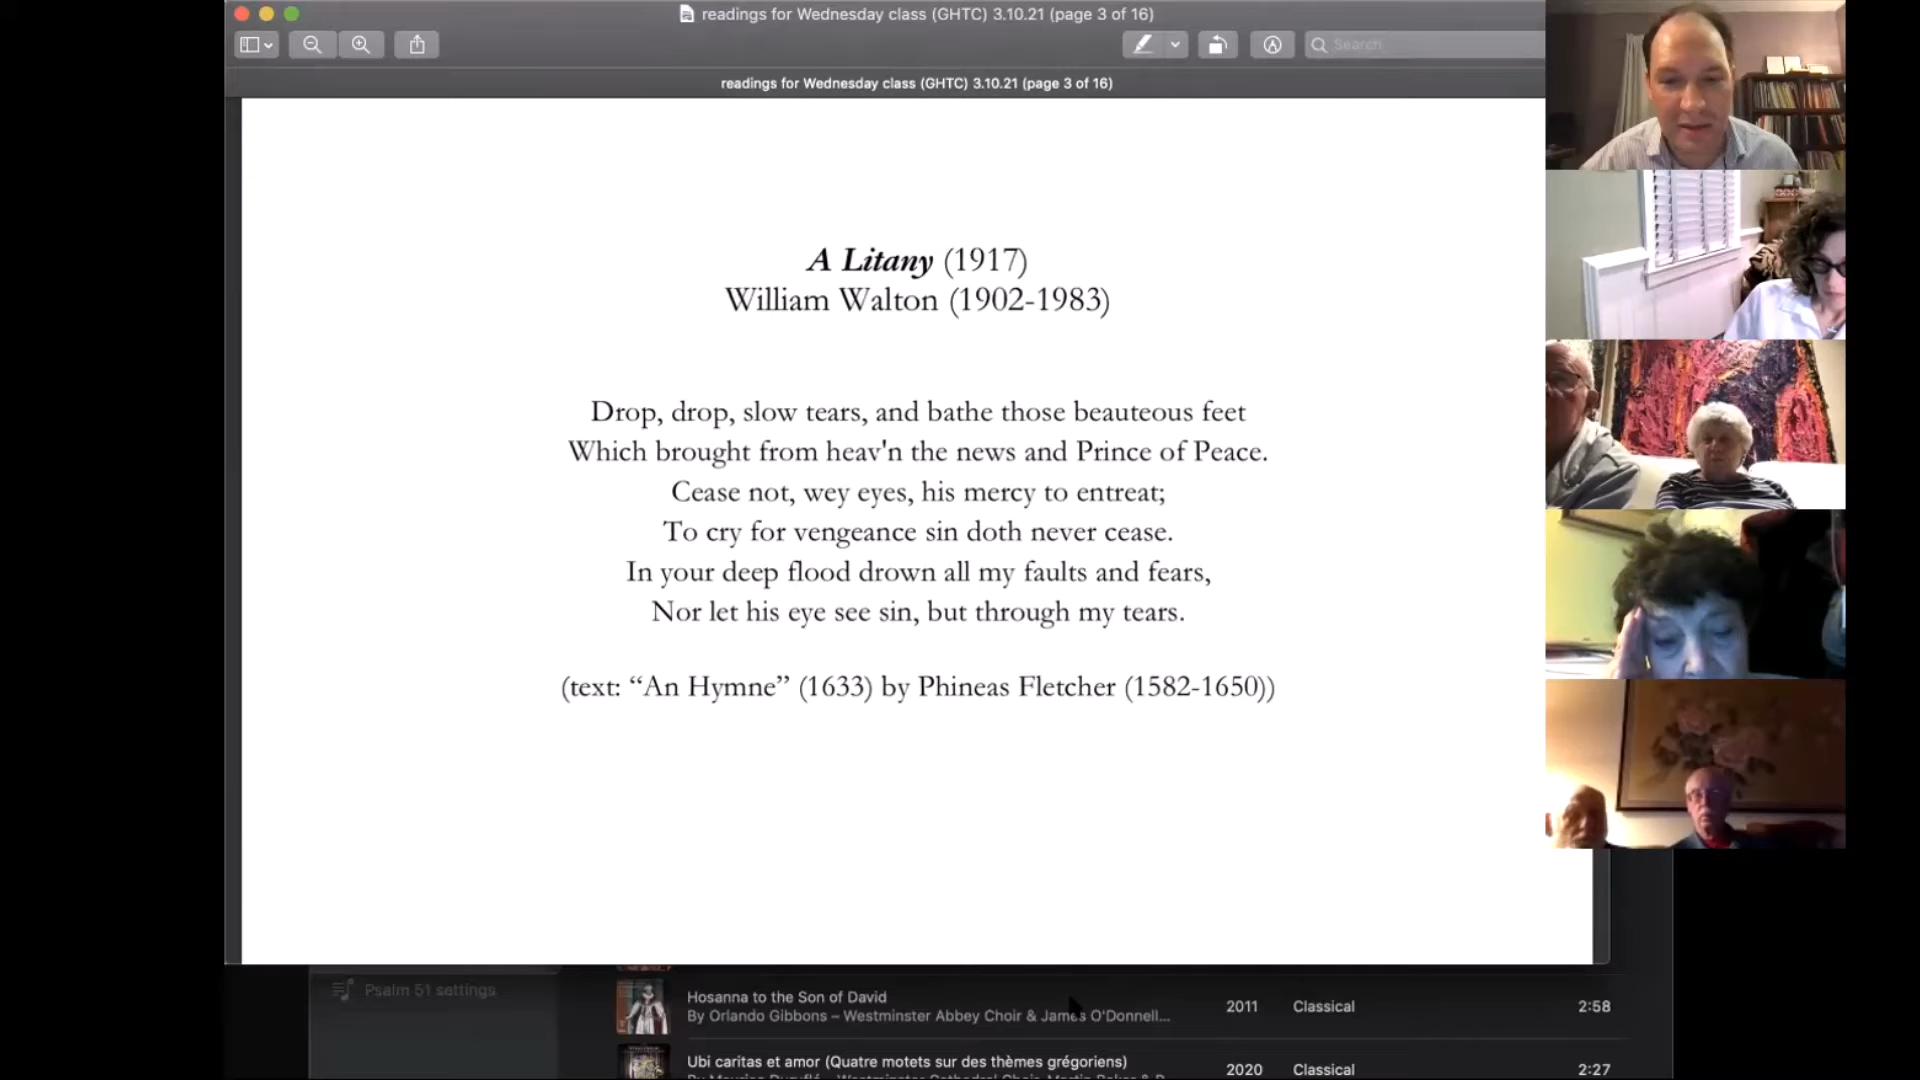 readings for Wednesday class (GHTC) 3.10.21 (page 3 of 16)
Search
readings for Wednesday class (GHTC) 3.10.21 (page 3 of 16)
A Litany (1917)
William Walton (1902-1983)
Drop, drop, slow tears, and bathe those beauteous feet
Which brought from heav'n the news and Prince of Peace.
Cease not, wey eyes, his mercy to entreat;
To cry for vengeance sin doth never cease.
In your deep flood drown all my faults and fears,
Nor let his eye see sin, but through my tears.
(text: “An Hymne” (1633) by Phineas Fletcher (1582-1650))
Psalm 51 settings
Hosanna to the Son of David
By Orlando Gibbons – Westminster Abbey Choir & James O'Donnell...
2011 Classical 2:58
Ubi caritas et amor (Quatre motets sur des thèmes grégoriens)
2020 Classical 2:27